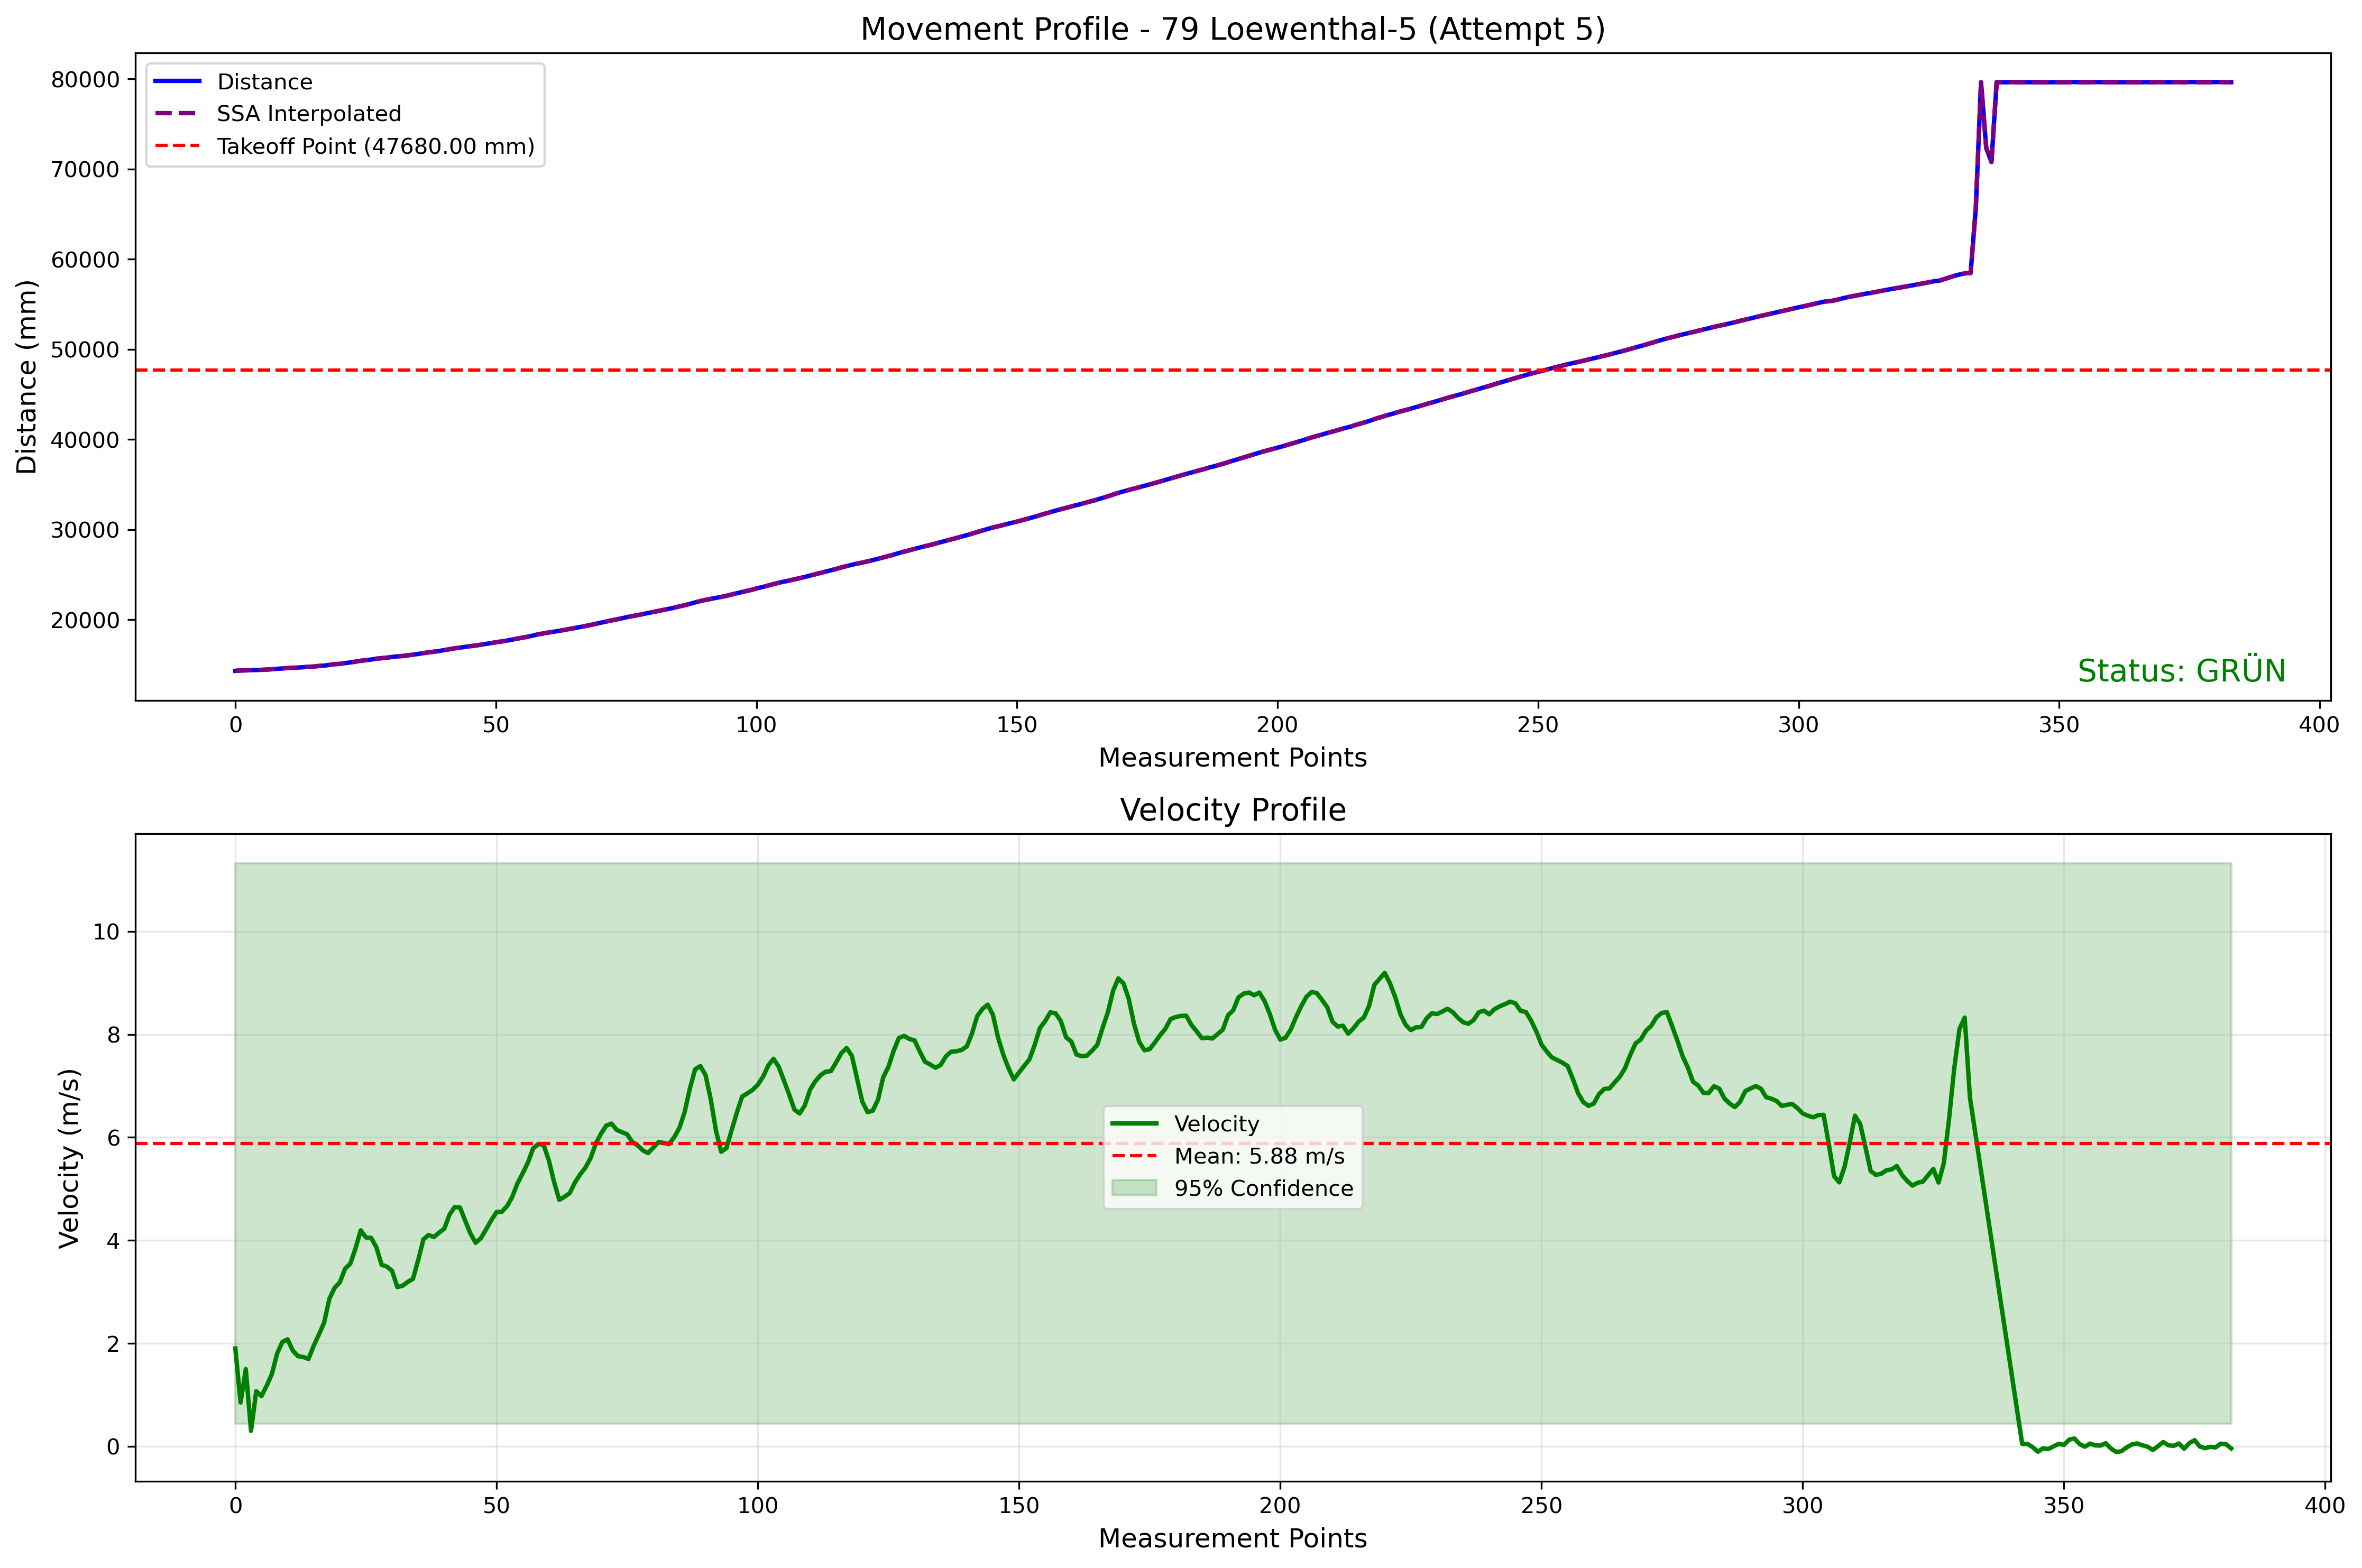 Movement Profile - 79 Loewenthal-5 (Attempt 5)
Distance
SSA Interpolated
Takeoff Point (47680.00 mm)
Distance (mm)
80000
70000
60000
50000
40000
30000
20000
Status: GRÜN
0 50 100 150 200 250 300 350 400
Measurement Points
Velocity Profile
Velocity (m/s)
10
8
6
4
2
0
Velocity
Mean: 5.88 m/s
95% Confidence
0 50 100 150 200 250 300 350 400
Measurement Points